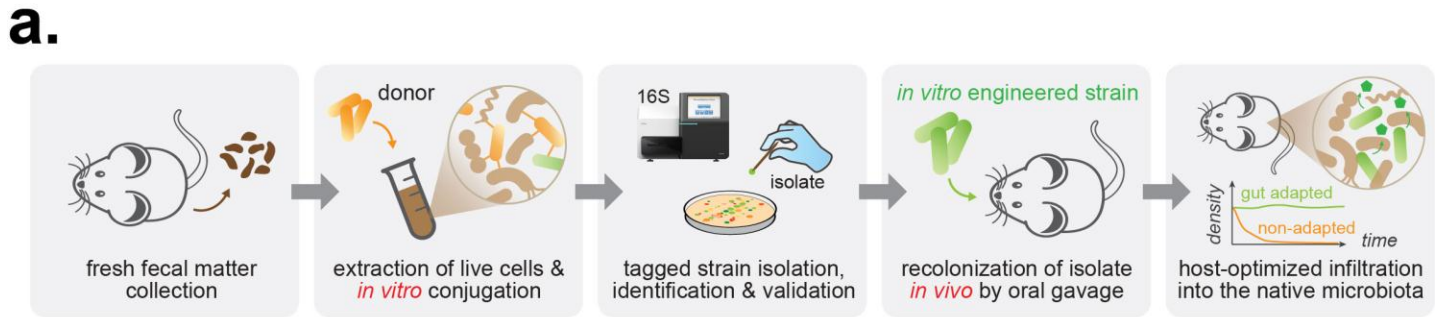 a.
fresh fecal matter
collection
donor
extraction of live cells &
in vitro conjugation
16S
isolate
tagged strain isolation,
identification & validation
in vitro engineered strain
recolonization of isolate
in vivo by oral gavage
density
gut adapted
non-adapted
time
host-optimized infiltration
into the native microbiota